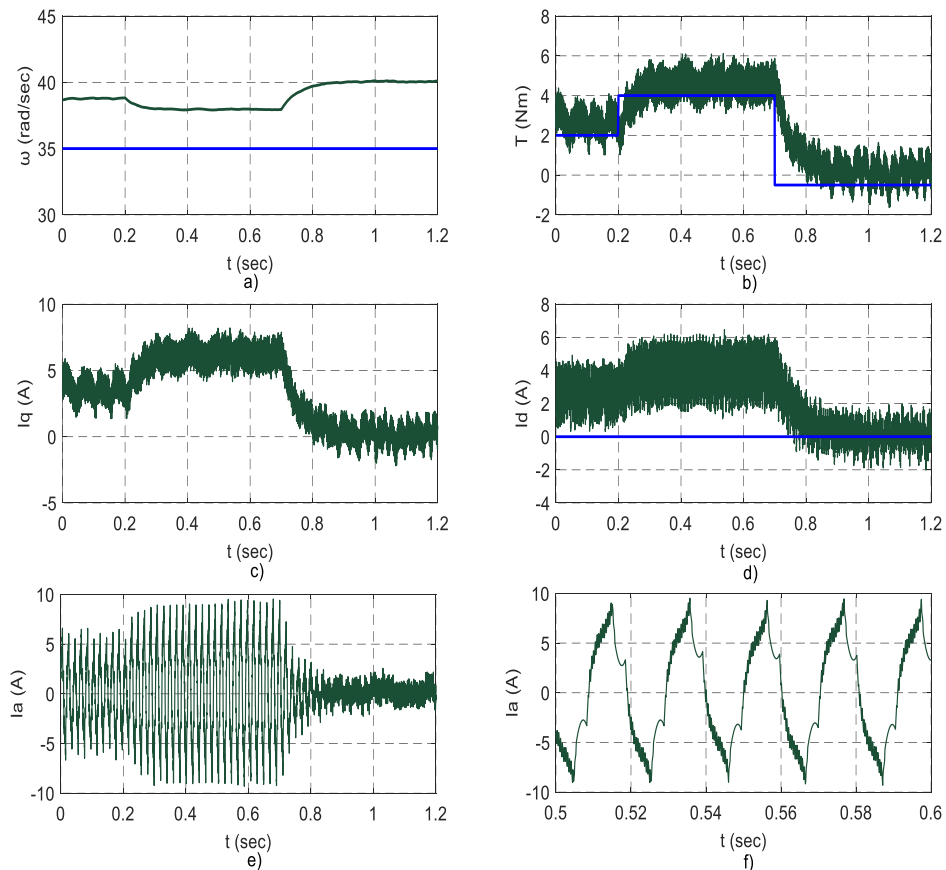 45
40
35
30
ω (rad/sec)
0 0.2 0.4 0.6 0.8 1 1.2
t (sec)
a)
8
6
4
2
0
-2
T (Nm)
0 0.2 0.4 0.6 0.8 1 1.2
t (sec)
b)
10
5
0
-5
Iq (A)
0 0.2 0.4 0.6 0.8 1 1.2
t (sec)
c)
8
6
4
2
0
-2
-4
Id (A)
0 0.2 0.4 0.6 0.8 1 1.2
t (sec)
d)
10
5
0
-5
-10
Ia (A)
0 0.2 0.4 0.6 0.8 1.0 1.2
t (sec)
e)
10
5
0
-5
-10
Ia (A)
0.5 0.52 0.54 0.56 0.58 0.6
t (sec)
f)